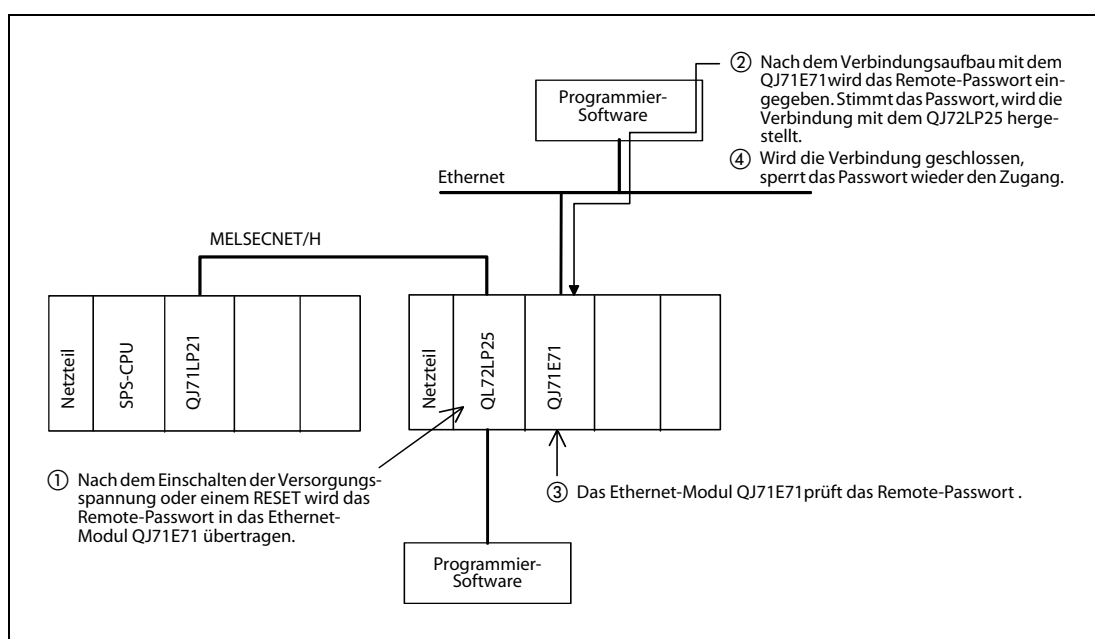 ② Nach dem Verbindungsaufbau mit dem
QJ71E71 wird das Remote-Passwort ein-
gegeben. Stimmt das Passwort, wird die
Verbindung mit dem QJ72LP25 herge-
stellt.
④ Wird die Verbindung geschlossen,
sperrt das Passwort wieder den Zugang.
Programmier-
Software
Ethernet
MELSECNET/H
Netzteil
SPS-CPU
QJ71LP21
Netzteil
QL72LP25
QJ71E71
① Nach dem Einschalten der Versorgungs-
spannung oder einem RESET wird das
Remote-Passwort in das Ethernet-
Modul QJ71E71 übertragen.
③ Das Ethernet-Modul QJ71E71 prüft das Remote-Passwort .
Programmier-
Software